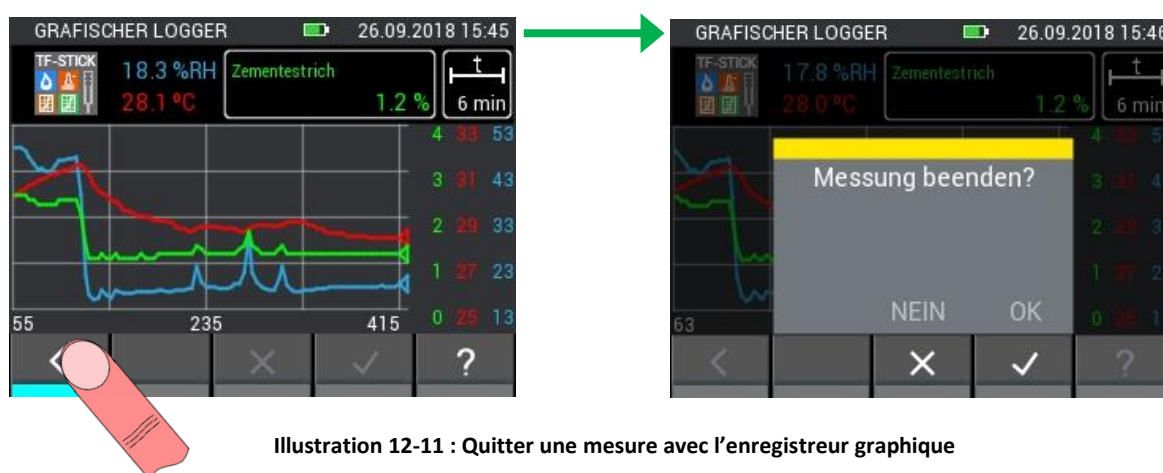 GRAFISCHER LOGGER 26.09.2018 15:45
TF-STICK
18.3 %RH
28.1 ºC
Zementestrich
1.2 %
t
6 min
4 33 53
3 31 43
2 29 33
1 27 23
0 25 13
55 235 415
?
GRAFISCHER LOGGER 26.09.2018 15:46
TF-STICK
17.8 %RH
28.0 ºC
Zementestrich
1.2 %
t
6 min
Messung beenden?
NEIN OK
63
?
Illustration 12-11 : Quitter une mesure avec l’enregistreur graphique